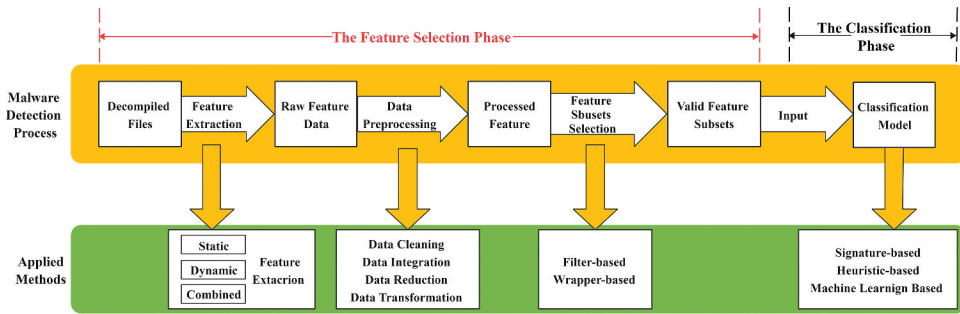 The Feature Selection Phase
The Classification
Phase
Malware
Detection
Process
Decompiled
Files
Feature
Extraction
Raw Feature
Data
Data
Preprocessing
Processed
Feature
Feature
Sbusets
Selection
Valid Feature
Subsets
Input
Classification
Model
Applied
Methods
Static
Dynamic
Combined
Feature
Extacrion
Data Cleaning
Data Integration
Data Reduction
Data Transformation
Filter-based
Wrapper-based
Signature-based
Heuristic-based
Machine Learnign Based